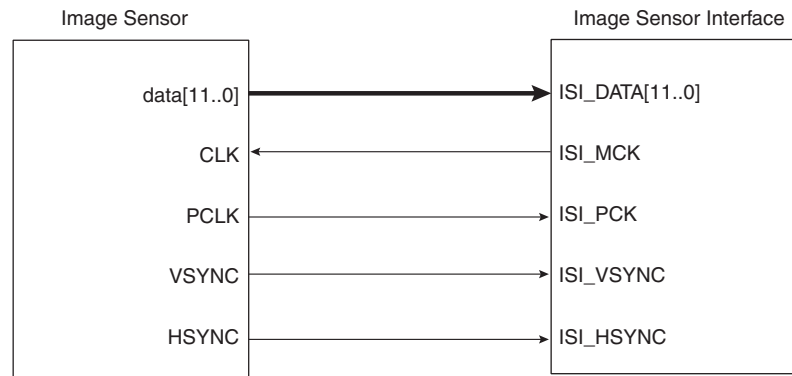 Image Sensor
Image Sensor Interface
data[11..0]
ISI_DATA[11..0]
CLK
ISI_MCK
PCLK
ISI_PCK
VSYNC
ISI_VSYNC
HSYNC
ISI_HSYNC